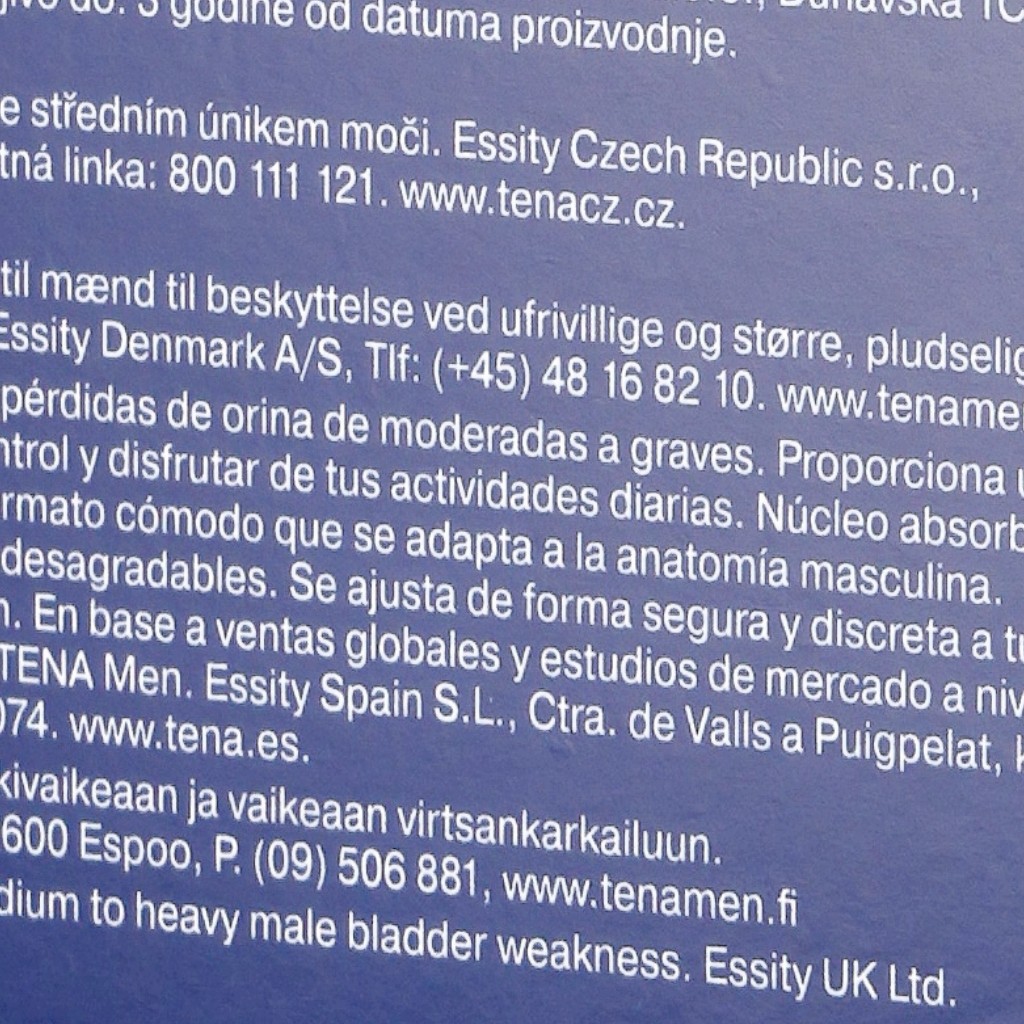 do: 3 godine od datuma proizvodnje.
e středním únikem moči. Essity Czech Republic s.r.o.,
tná linka: 800 111 121. www.tenacz.cz.
til mænd til beskyttelse ved ufrivillige og større, pludselig
Essity Denmark A/S, Tlf: (+45) 48 16 82 10. www.tename
pérdidas de orina de moderadas a graves. Proporciona u
ntrol y disfrutar de tus actividades diarias. Núcleo absorb
rmato cómodo que se adapta a la anatomía masculina.
desagradables. Se ajusta de forma segura y discreta a tu
n. En base a ventas globales y estudios de mercado a niv
TENA Men. Essity Spain S.L., Ctra. de Valls a Puigpelat, k
074. www.tena.es.
kivaikeaan ja vaikeaan virtsankarkailuun.
600 Espoo, P. (09) 506 881, www.tenamen.fi
dium to heavy male bladder weakness. Essity UK Ltd.